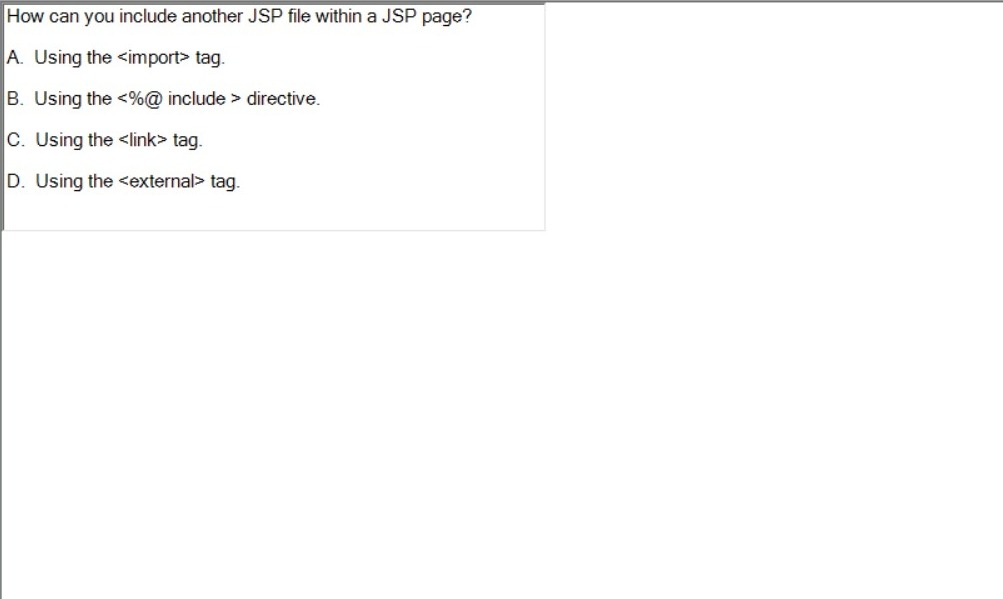 How can you include another JSP file within a JSP page?
A. Using the <import> tag.
B. Using the <%@ include > directive.
C. Using the <link> tag.
D. Using the <external> tag.